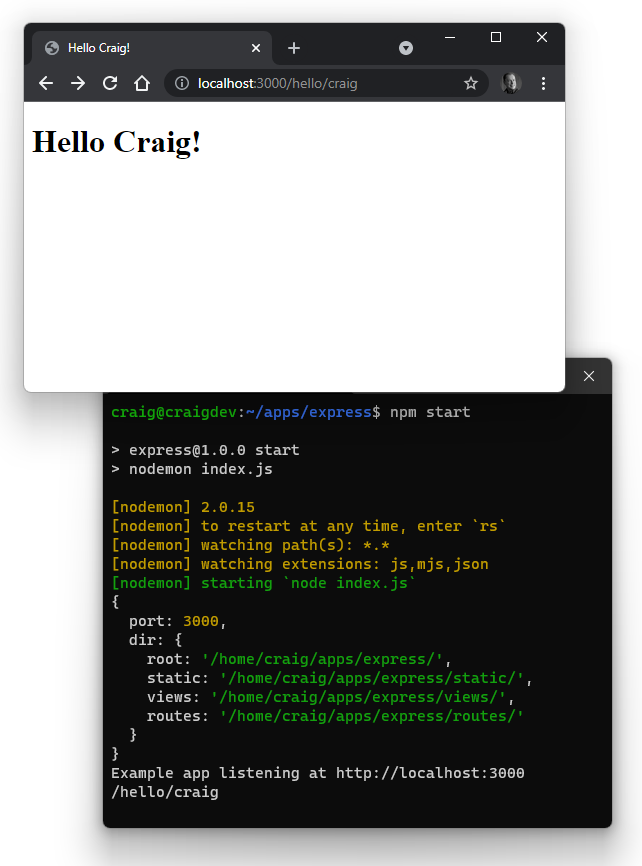 Hello Craig!
localhost:3000/hello/craig
Hello Craig!
craig@craigdev:~/apps/express$ npm start
> express@1.0.0 start
> nodemon index.js
[nodemon] 2.0.15
[nodemon] to restart at any time, enter `rs`
[nodemon] watching path(s): *.*
[nodemon] watching extensions: js,mjs,json
[nodemon] starting `node index.js`
{
  port: 3000,
  dir: {
    root: '/home/craig/apps/express/',
    static: '/home/craig/apps/express/static/',
    views: '/home/craig/apps/express/views/',
    routes: '/home/craig/apps/express/routes/'
  }
}
Example app listening at http://localhost:3000
/hello/craig